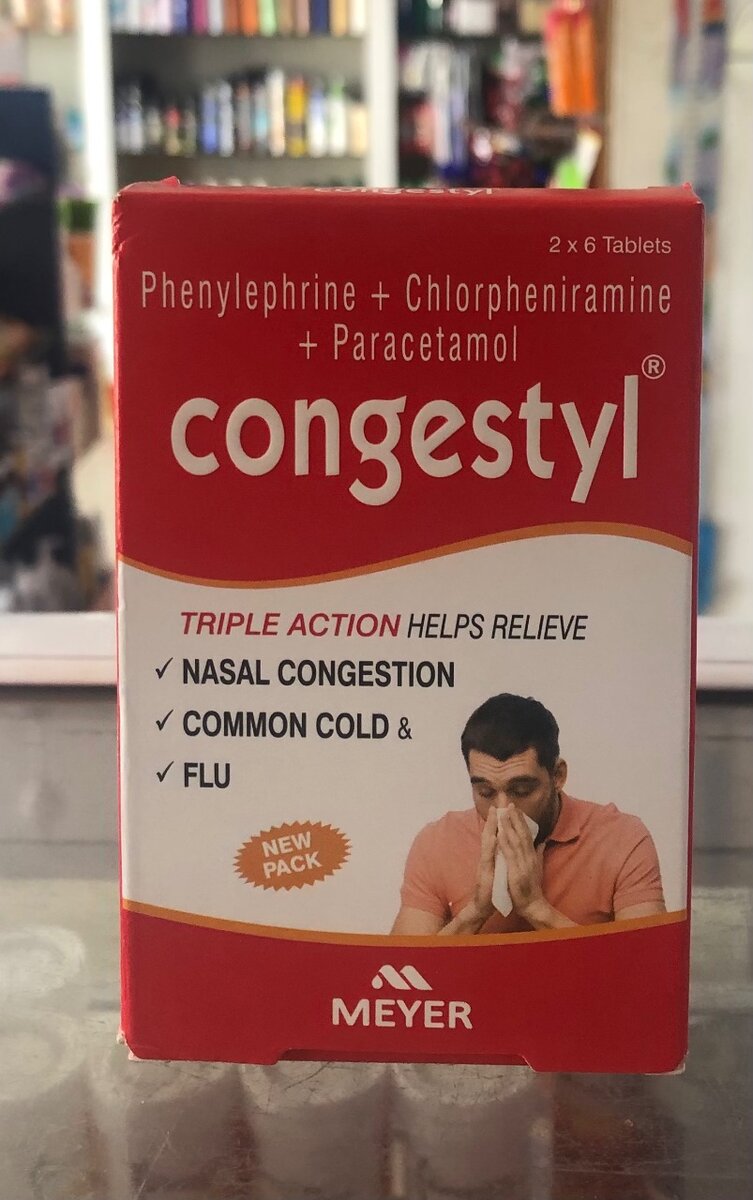 congestyl
2 x 6 Tablets
Phenylephrine + Chlorpheniramine
+ Paracetamol
congestyl®
TRIPLE ACTION HELPS RELIEVE
✓ NASAL CONGESTION
✓ COMMON COLD &
✓ FLU
NEW
PACK
MEYER